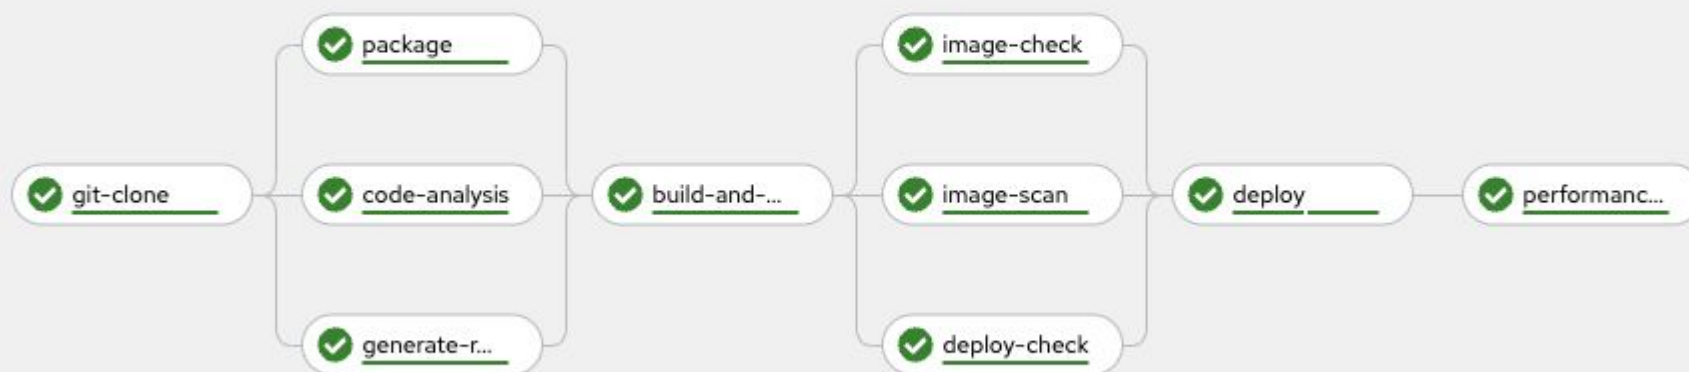 package
image-check
git-clone
code-analysis
build-and-...
image-scan
deploy
performanc...
generate-r...
deploy-check